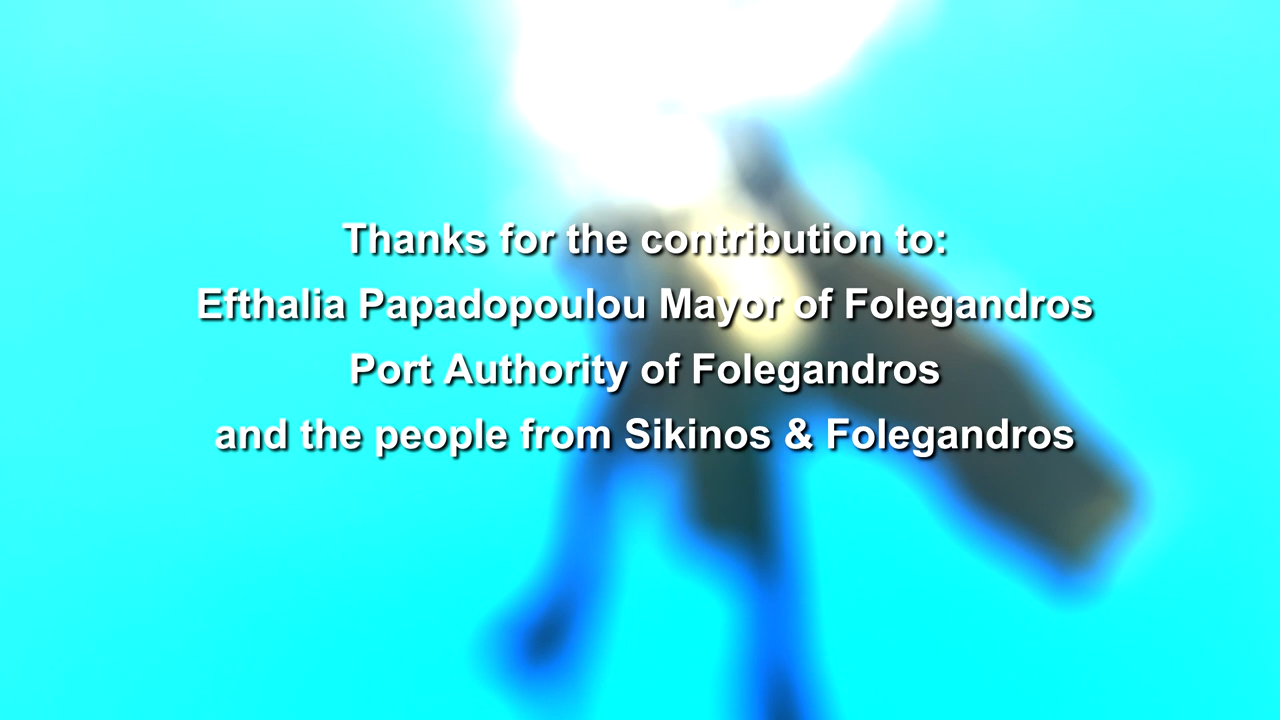 Thanks for the contribution to:
Efthalia Papadopoulou Mayor of Folegandros
Port Authority of Folegandros
and the people from Sikinos & Folegandros